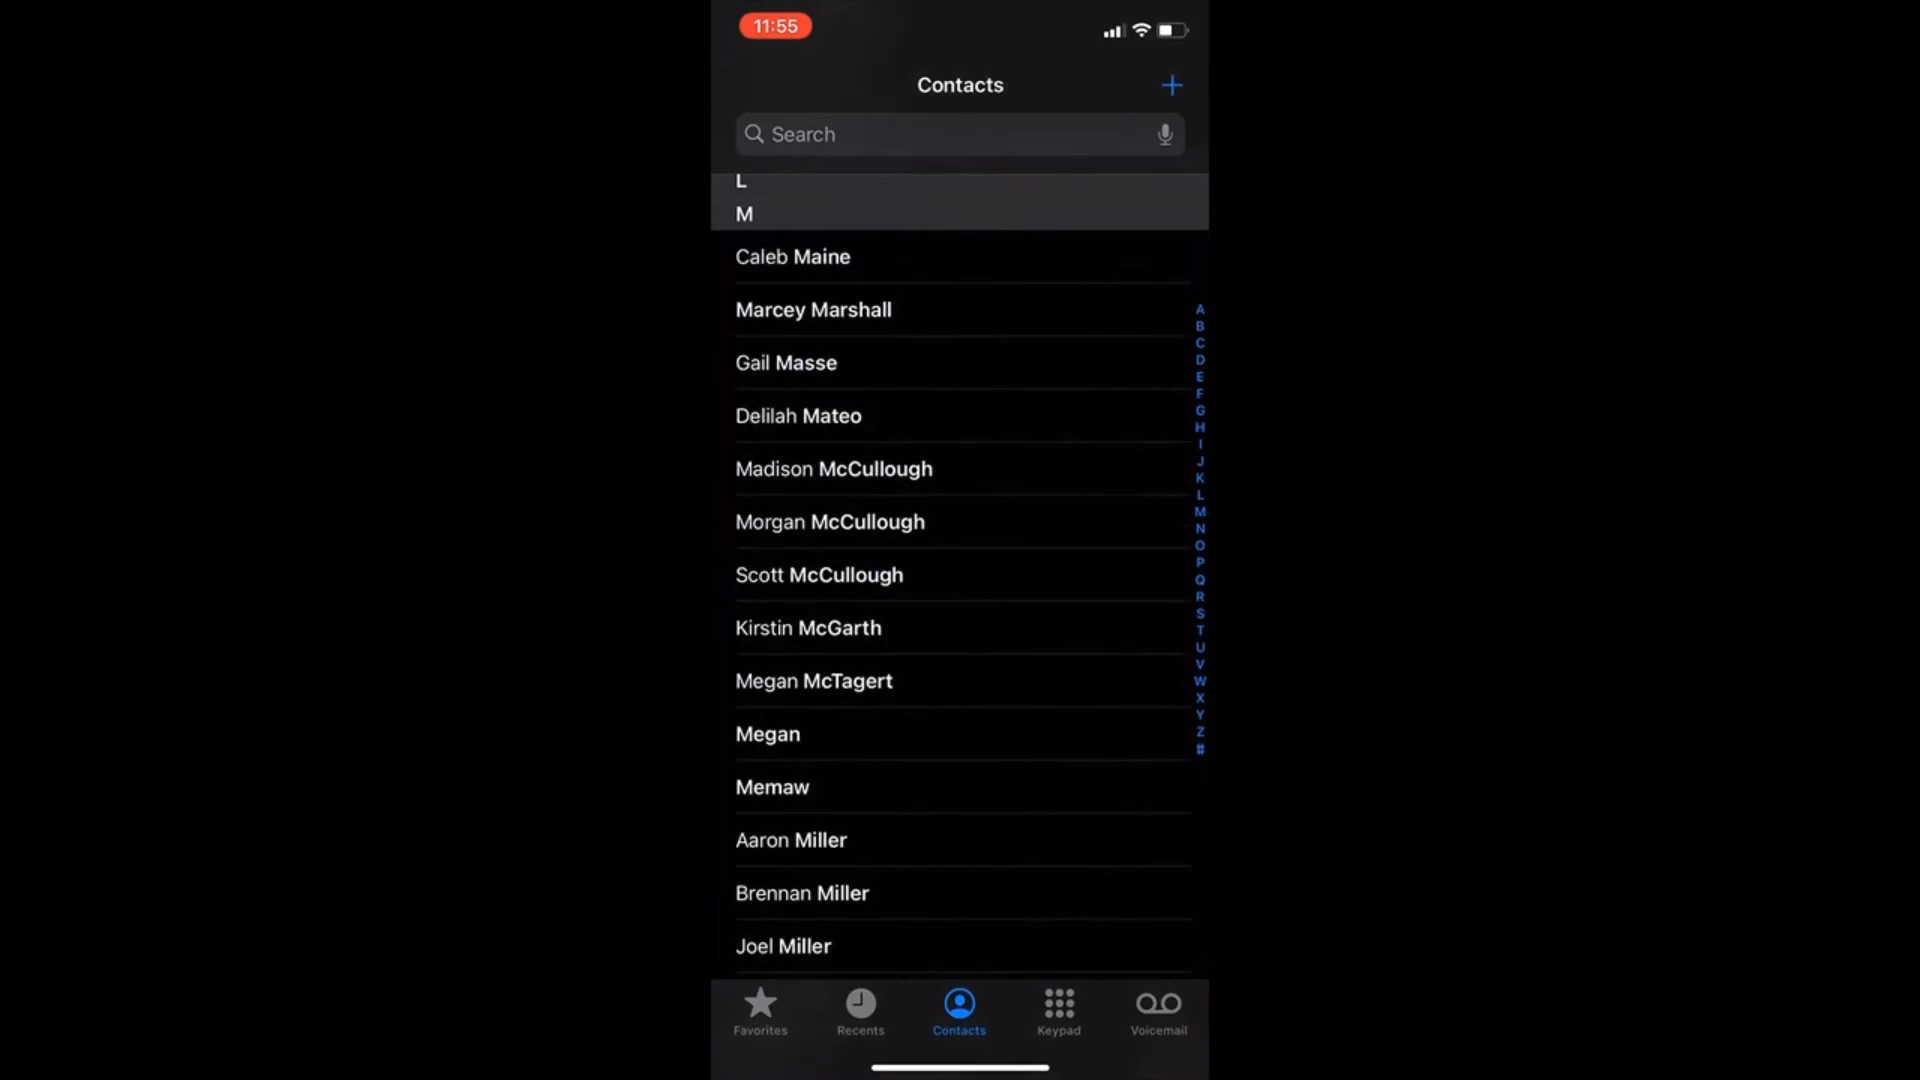 11:55
Contacts
Search
L
M
Caleb Maine
Marcey Marshall
Gail Masse
Delilah Mateo
Madison McCullough
Morgan McCullough
Scott McCullough
Kirstin McGarth
Megan McTagert
Megan
Memaw
Aaron Miller
Brennan Miller
Joel Miller
A
B
C
D
E
F
G
H
I
J
K
L
M
N
O
P
Q
R
S
T
U
V
W
X
Y
Z
#
Favorites Recents Contacts Keypad Voicemail